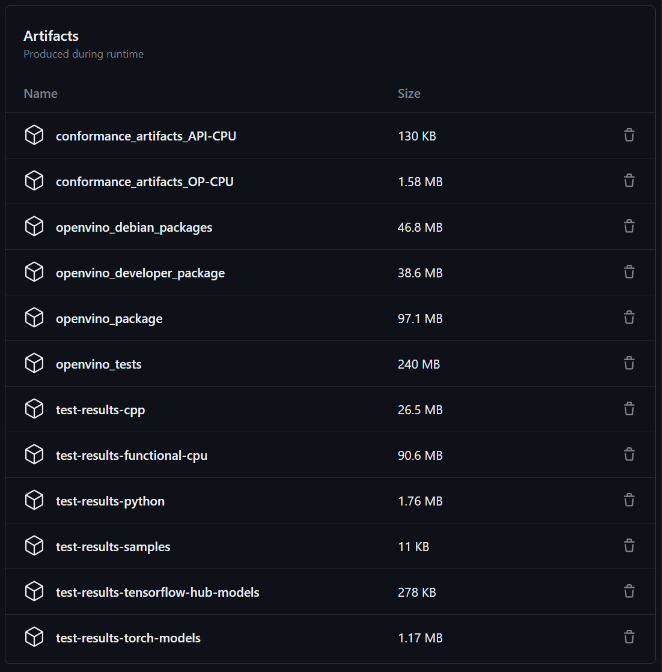 Artifacts
Produced during runtime
Name Size
conformance_artifacts_API-CPU 130 KB
conformance_artifacts_OP-CPU 1.58 MB
openvino_debian_packages 46.8 MB
openvino_developer_package 38.6 MB
openvino_package 97.1 MB
openvino_tests 240 MB
test-results-cpp 26.5 MB
test-results-functional-cpu 90.6 MB
test-results-python 1.76 MB
test-results-samples 11 KB
test-results-tensorflow-hub-models 278 KB
test-results-torch-models 1.17 MB